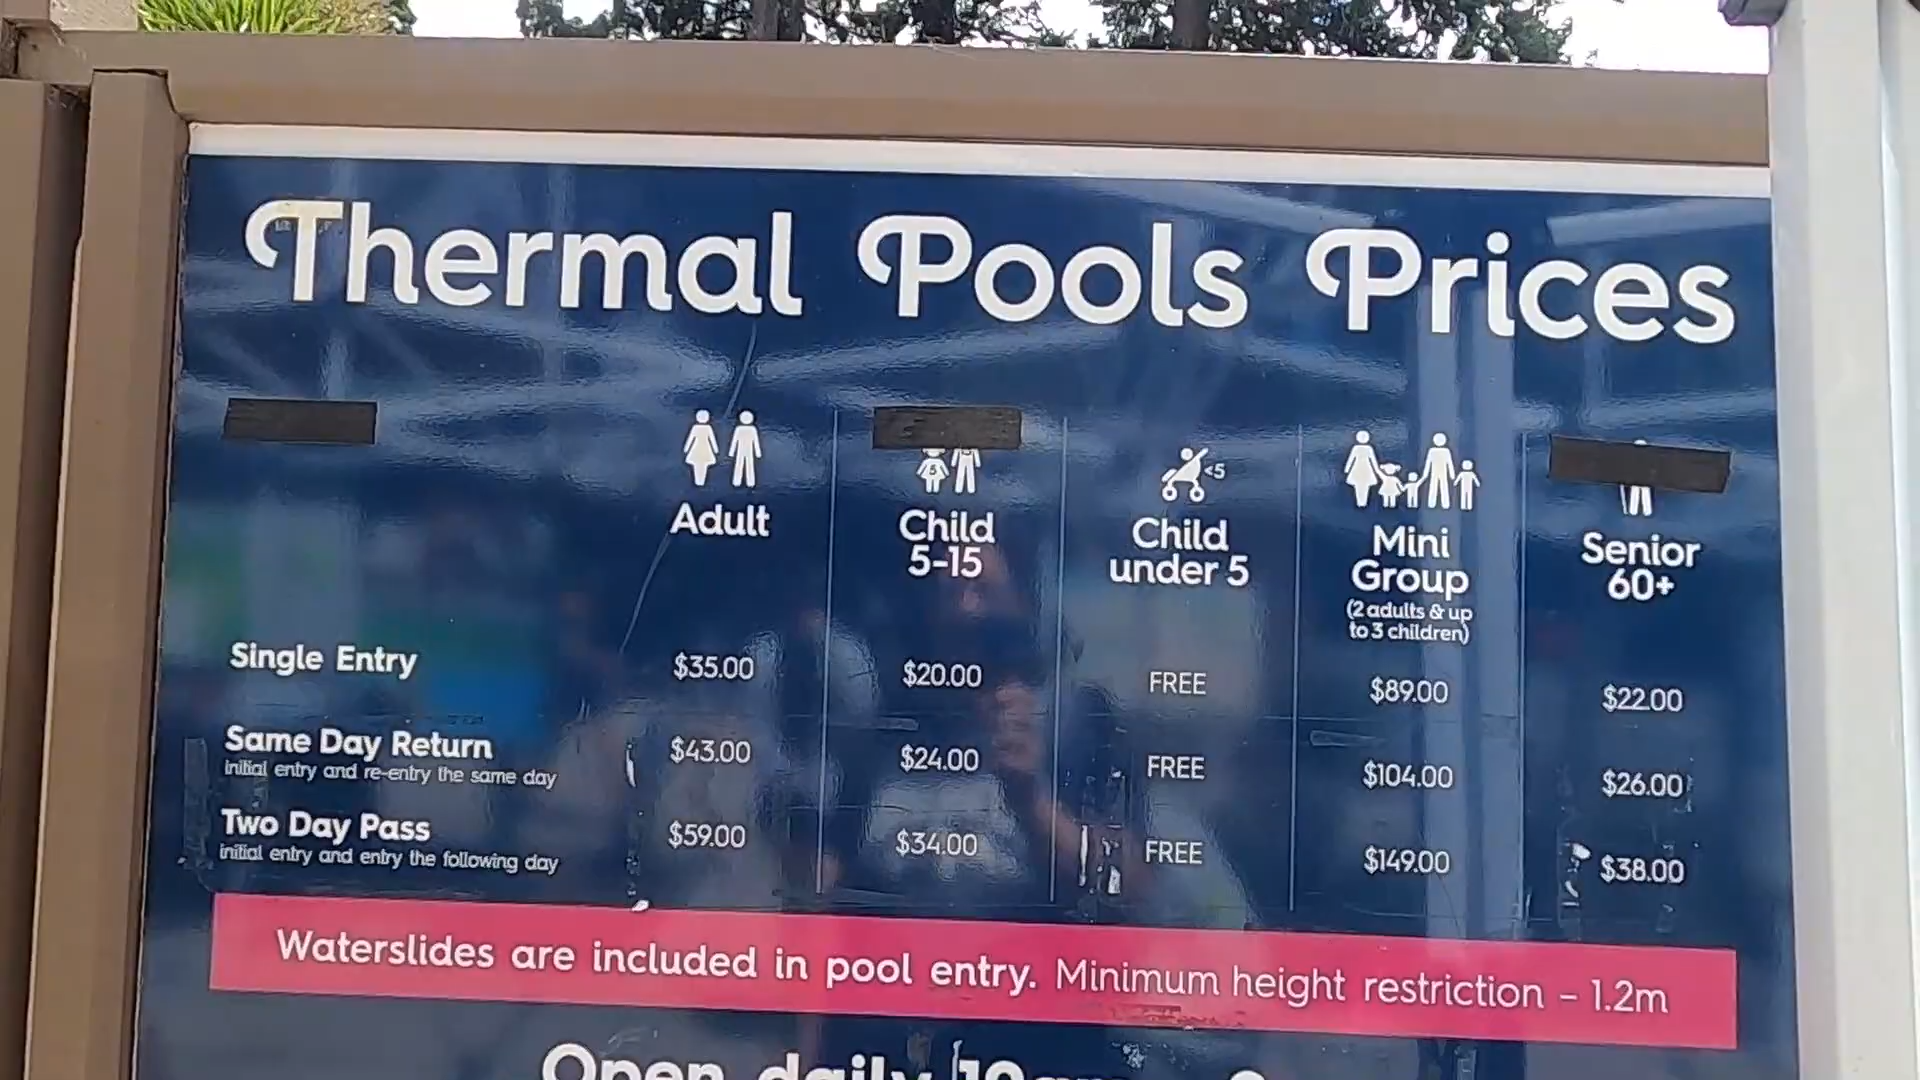 Thermal Pools Prices
<5
5
Adult
Child
5-15
Child
under 5
Mini
Group
(2 adults & up
to 3 children)
Senior
60+
Single Entry $35.00 $20.00 FREE $89.00 $22.00
Same Day Return $43.00 $24.00 FREE $104.00 $26.00
initial entry and re-entry the same day
Two Day Pass $59.00 $34.00 FREE $149.00 $38.00
initial entry and entry the following day
Waterslides are included in pool entry. Minimum height restriction - 1.2m
Open daily